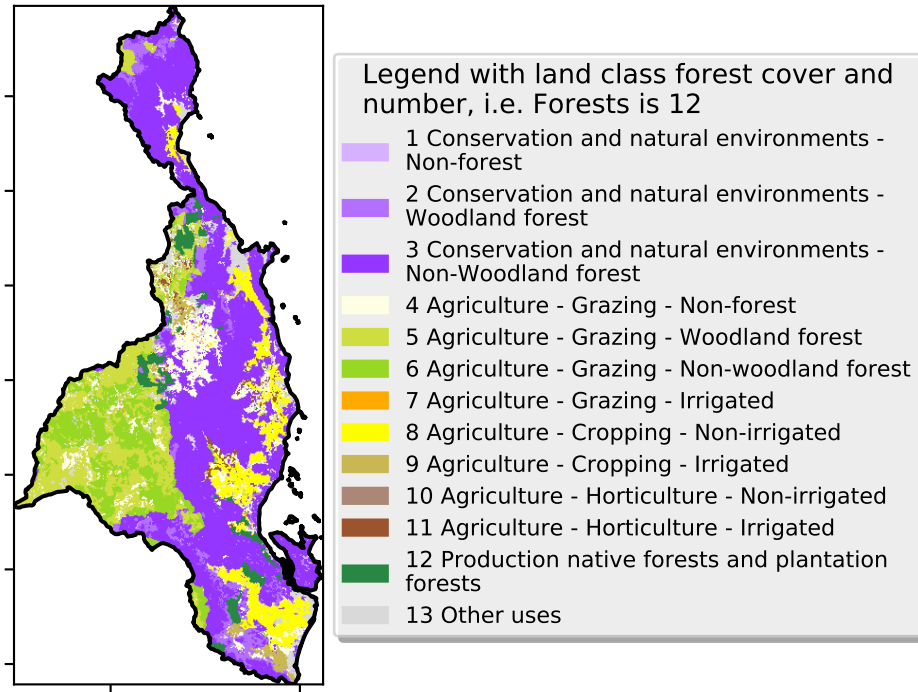 Legend with land class forest cover and
number, i.e. Forests is 12
1 Conservation and natural environments -
Non-forest
2 Conservation and natural environments -
Woodland forest
3 Conservation and natural environments -
Non-Woodland forest
4 Agriculture - Grazing - Non-forest
5 Agriculture - Grazing - Woodland forest
6 Agriculture - Grazing - Non-woodland forest
7 Agriculture - Grazing - Irrigated
8 Agriculture - Cropping - Non-irrigated
9 Agriculture - Cropping - Irrigated
10 Agriculture - Horticulture - Non-irrigated
11 Agriculture - Horticulture - Irrigated
12 Production native forests and plantation
forests
13 Other uses